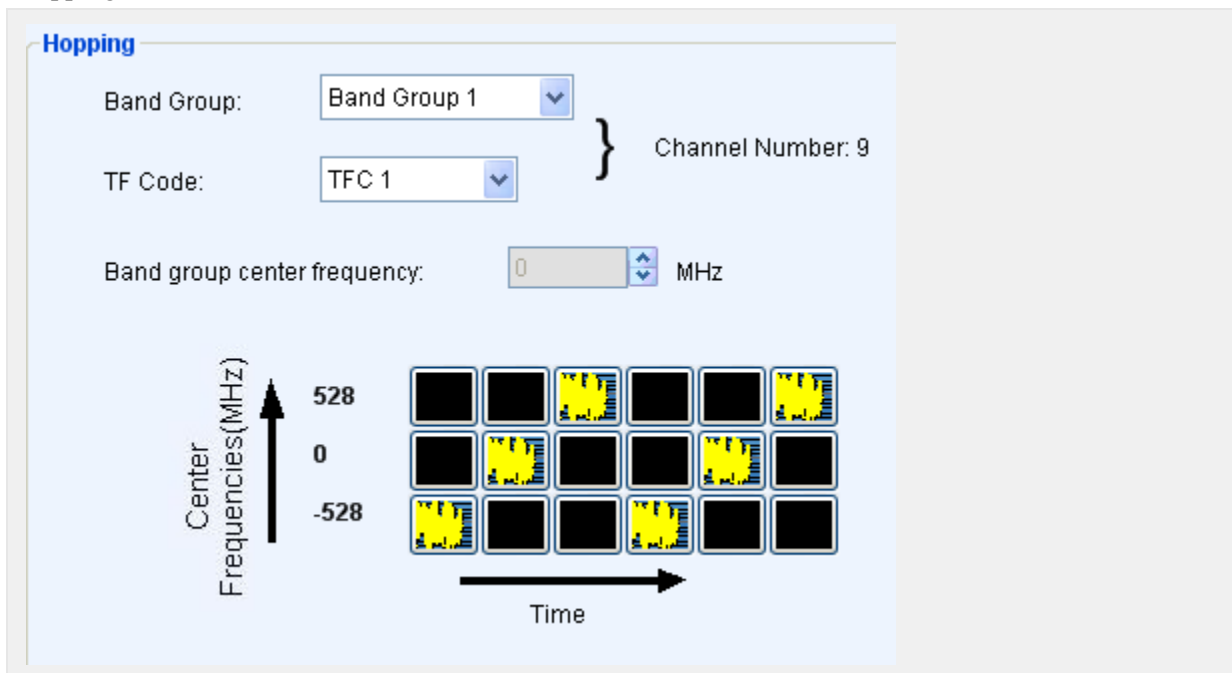 Hopping
Band Group: Band Group 1
Channel Number: 9
TF Code: TFC 1
Band group center frequency: 0 MHz
Center
Frequencies(MHz)
528
0
-528
Time